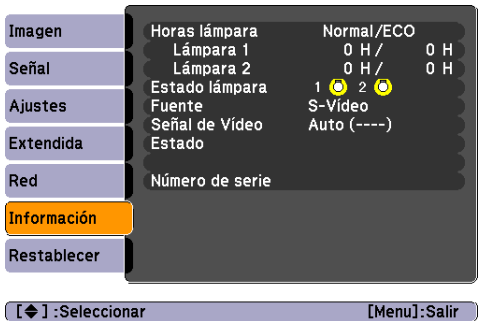 Imagen
Señal
Ajustes
Extendida
Red
Información
Restablecer
Horas lámpara Normal/ECO
Lámpara 1 0 H/ 0 H
Lámpara 2 0 H/ 0 H
Estado lámpara 1 2
Fuente S-Vídeo
Señal de Vídeo Auto (----)
Estado
Número de serie
[◆] :Seleccionar [Menu]:Salir